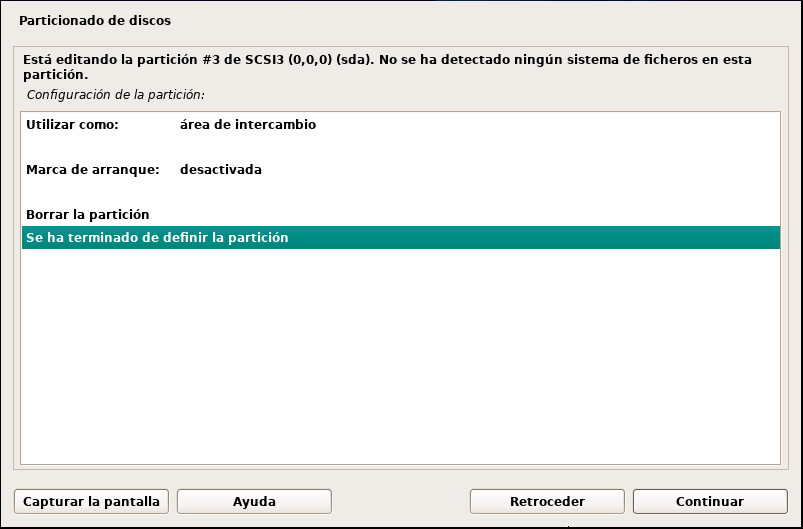 Particionado de discos
Está editando la partición #3 de SCSI3 (0,0,0) (sda). No se ha detectado ningún sistema de ficheros en esta
partición.
Configuración de la partición:
Utilizar como: área de intercambio
Marca de arranque: desactivada
Borrar la partición
Se ha terminado de definir la partición
Capturar la pantalla Ayuda Retroceder Continuar